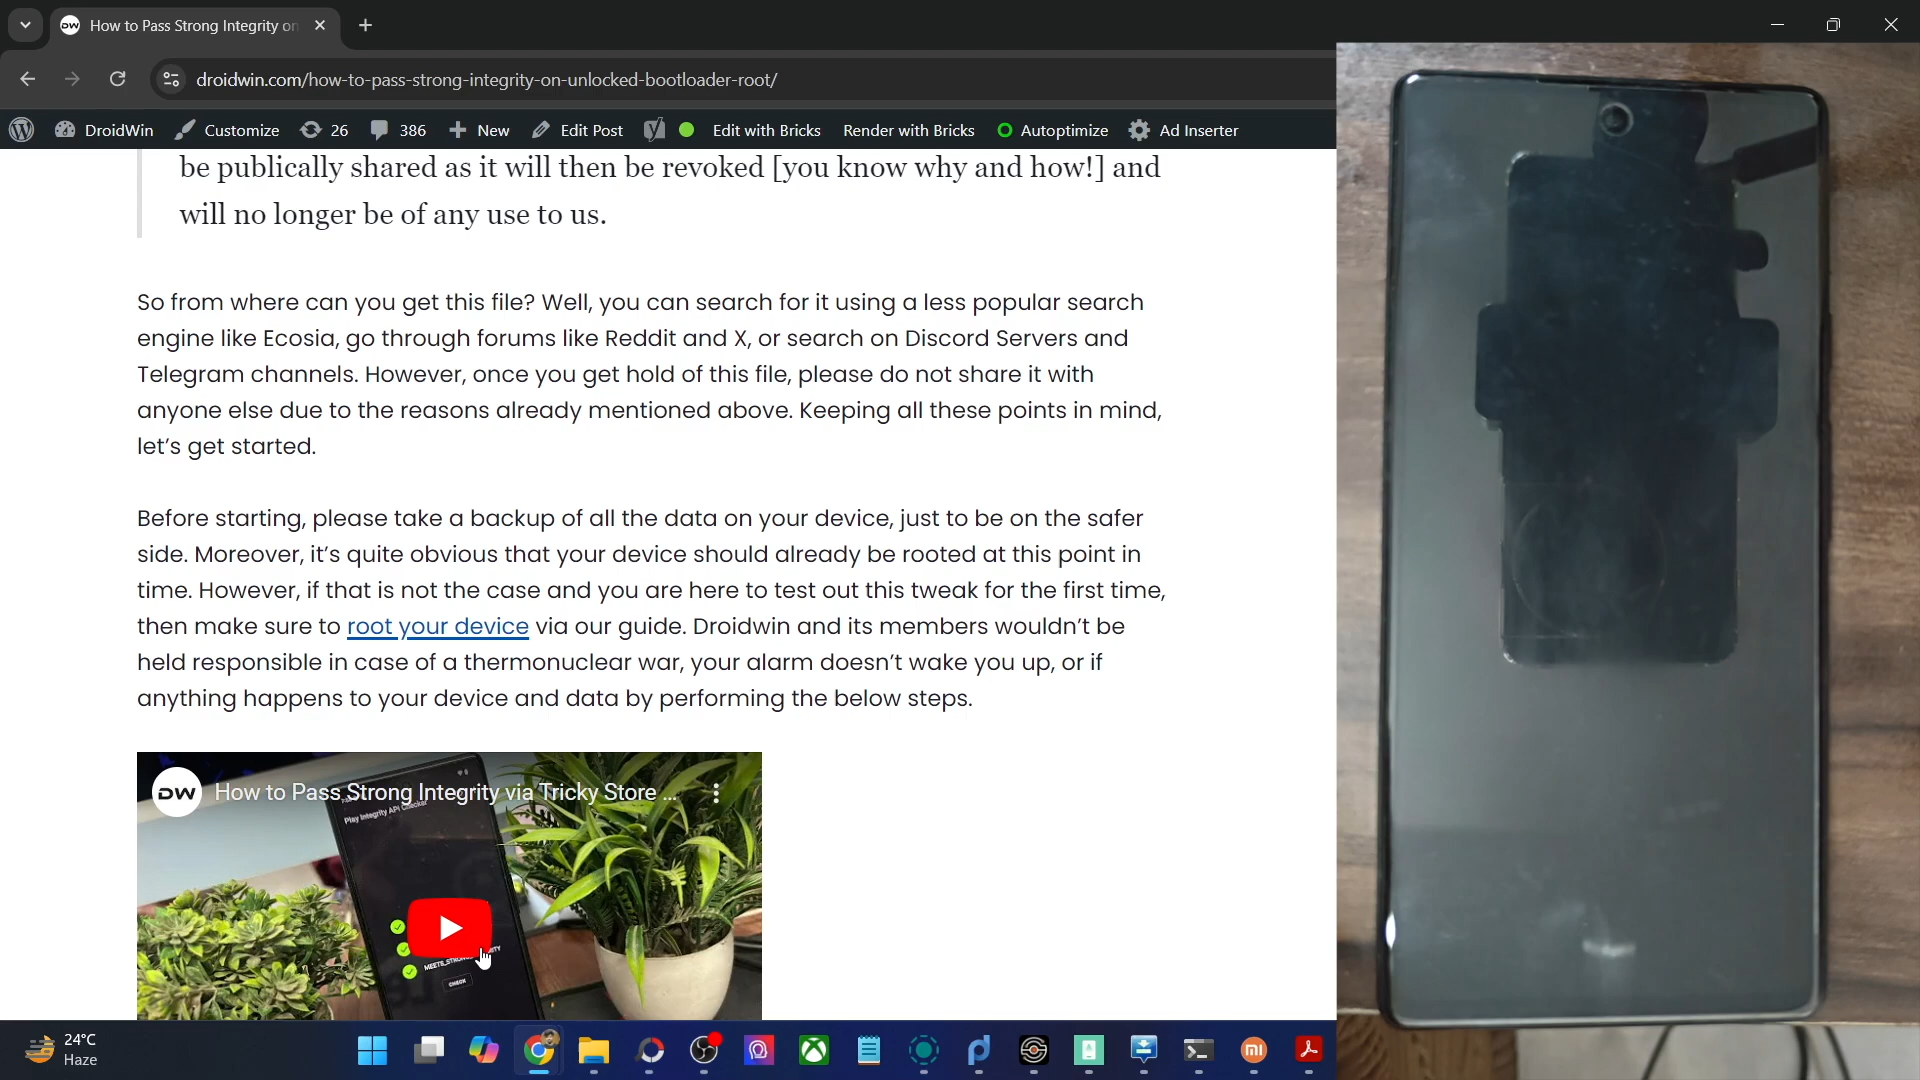 How to Pass Strong Integrity on
droidwin.com/how-to-pass-strong-integrity-on-unlocked-bootloader-root/
DroidWin Customize 26 386 New Edit Post Edit with Bricks Render with Bricks Autoptimize Ad Inserter
be publically shared as it will then be revoked [you know why and how!] and
will no longer be of any use to us.
So from where can you get this file? Well, you can search for it using a less popular search
engine like Ecosia, go through forums like Reddit and X, or search on Discord Servers and
Telegram channels. However, once you get hold of this file, please do not share it with
anyone else due to the reasons already mentioned above. Keeping all these points in mind,
let's get started.
Before starting, please take a backup of all the data on your device, just to be on the safer
side. Moreover, it's quite obvious that your device should already be rooted at this point in
time. However, if that is not the case and you are here to test out this tweak for the first time,
then make sure to root your device via our guide. Droidwin and its members wouldn't be
held responsible in case of a thermonuclear war, your alarm doesn't wake you up, or if
anything happens to your device and data by performing the below steps.
DW How to Pass Strong Integrity via Tricky Store ...
Play Integrity API Checker
CHECK
24°C
Haze